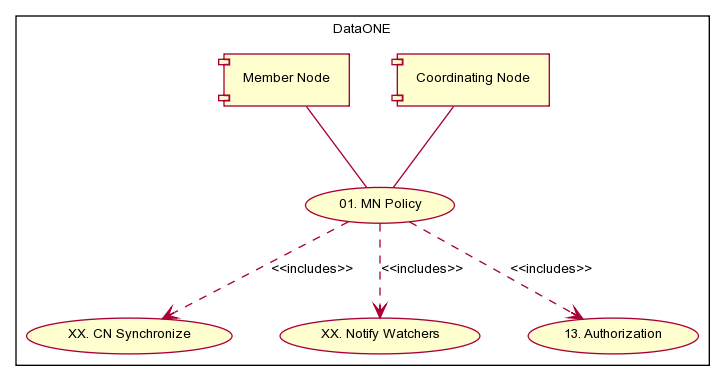 DataONE
Member Node
Coordinating Node
01. MN Policy
<<includes>>
<<includes>>
<<includes>>
XX. CN Synchronize
XX. Notify Watchers
13. Authorization